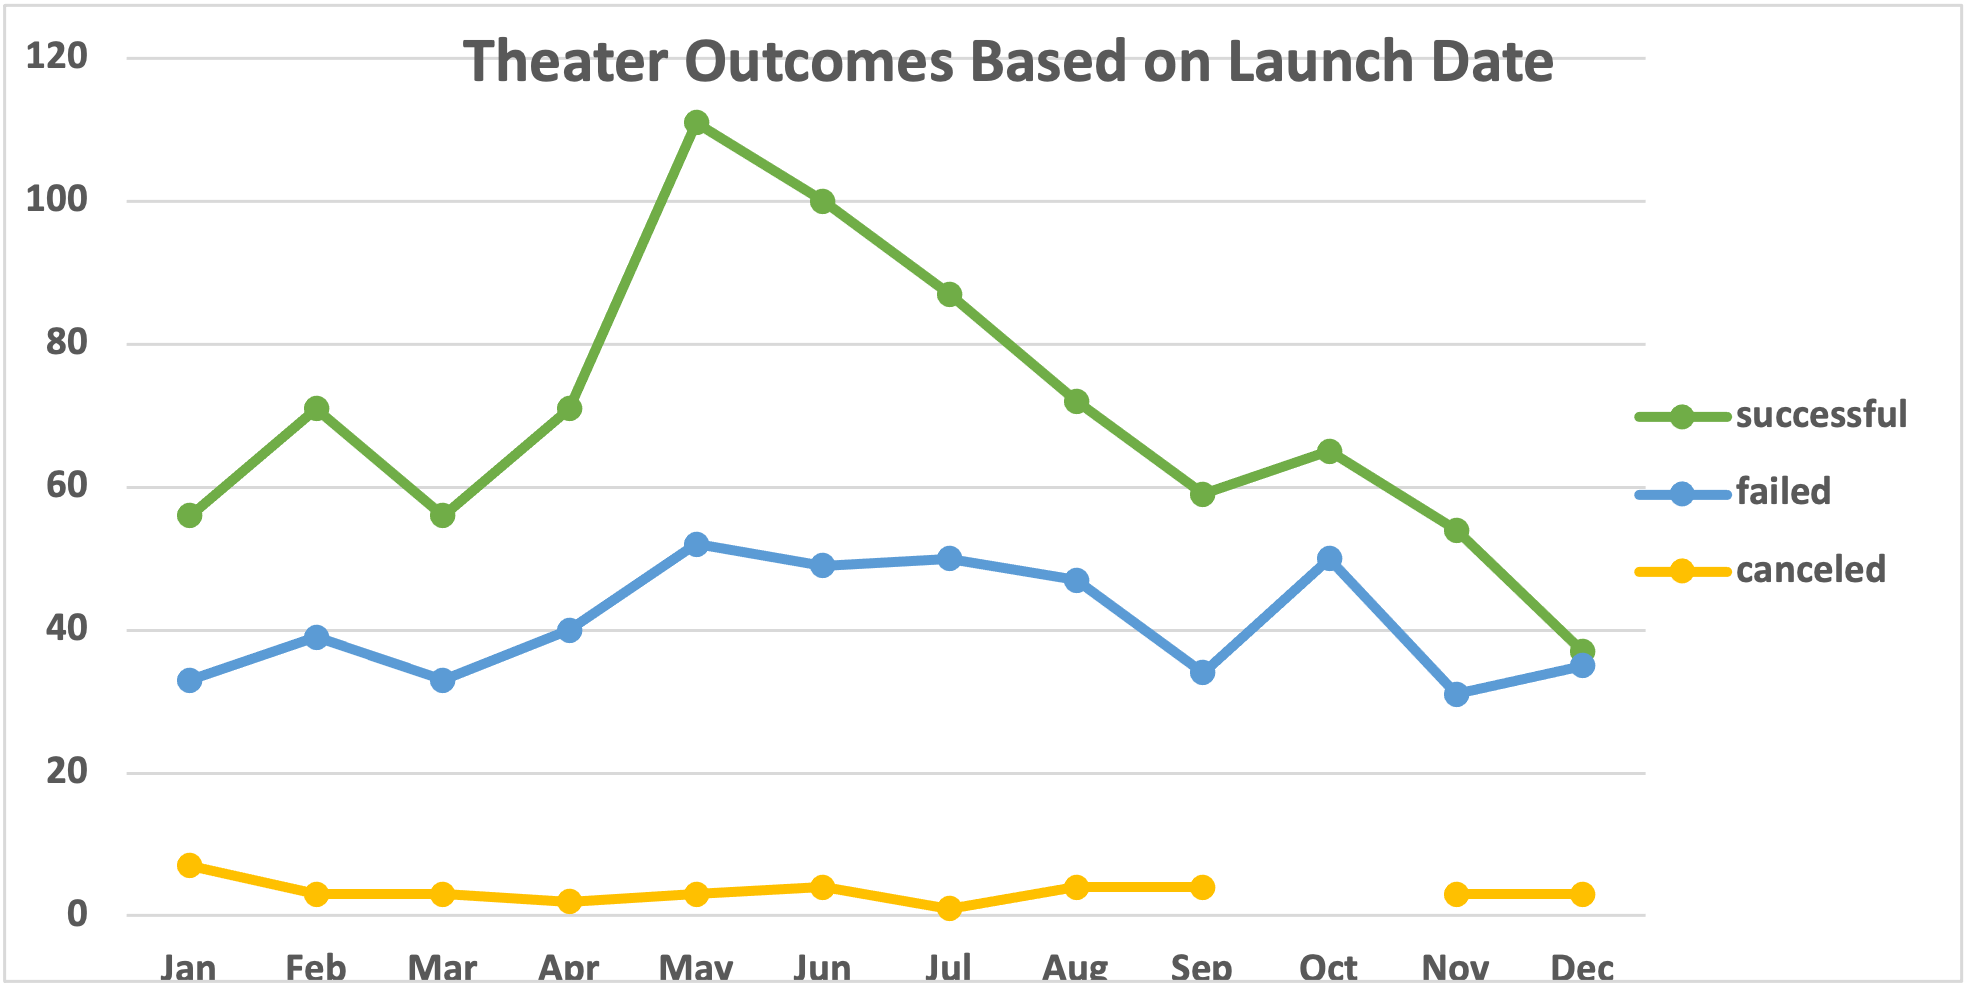 Theater Outcomes Based on Launch Date
120
100
80
60
40
20
0
Jan Feb Mar Apr May Jun Jul Aug Sep Oct Nov Dec
successful
failed
canceled